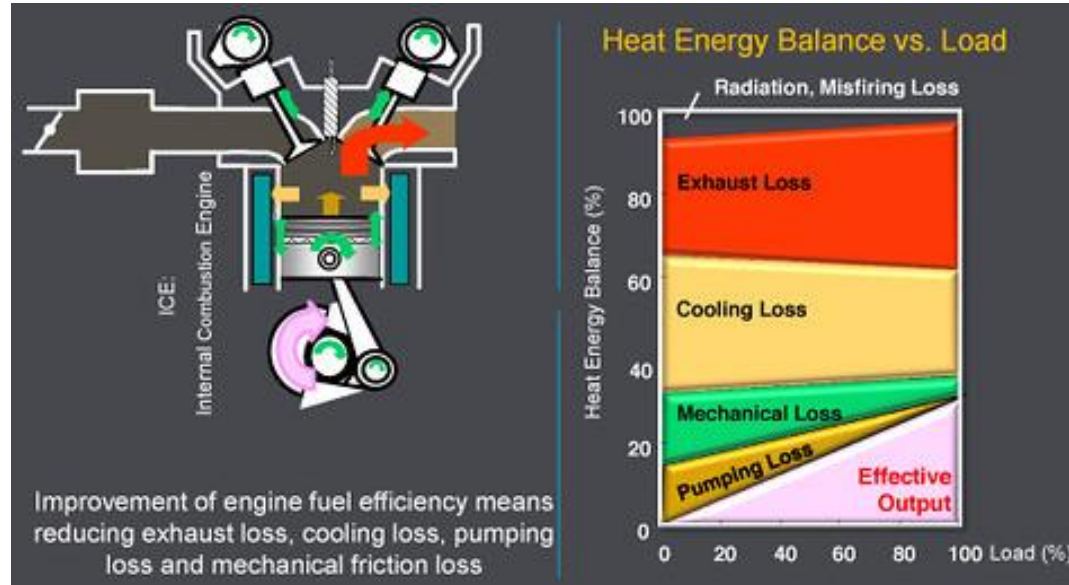 ICE:
Internal Combustion Engine
Improvement of engine fuel efficiency means
reducing exhaust loss, cooling loss, pumping
loss and mechanical friction loss
Heat Energy Balance vs. Load
Radiation, Misfiring Loss
Heat Energy Balance (%)
100
80
60
40
20
0
Exhaust Loss
Cooling Loss
Mechanical Loss
Pumping Loss
Effective
Output
0 20 40 60 80 100 Load (%)